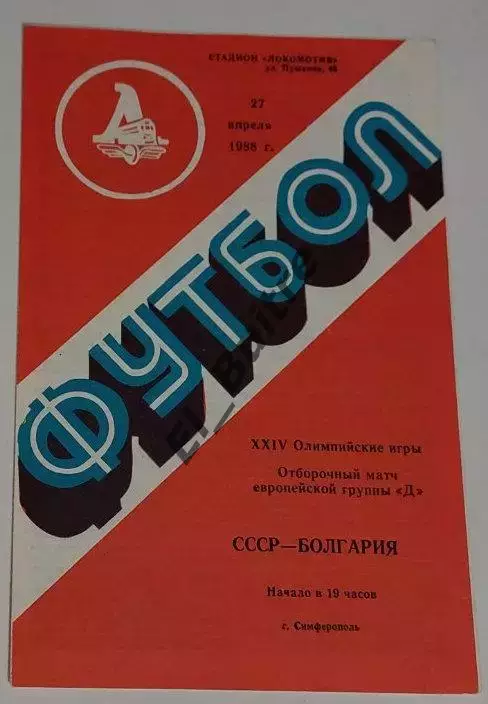 СТАДИОН «ЛОКОМОТИВ»
ул. Пушкина, 46
27
апреля
1988 г.
ФУТБОЛ
XXIV Олимпийские игры
Отборочный матч
европейской группы «Д»
СССР—БОЛГАРИЯ
Начало в 19 часов
г. Симферополь